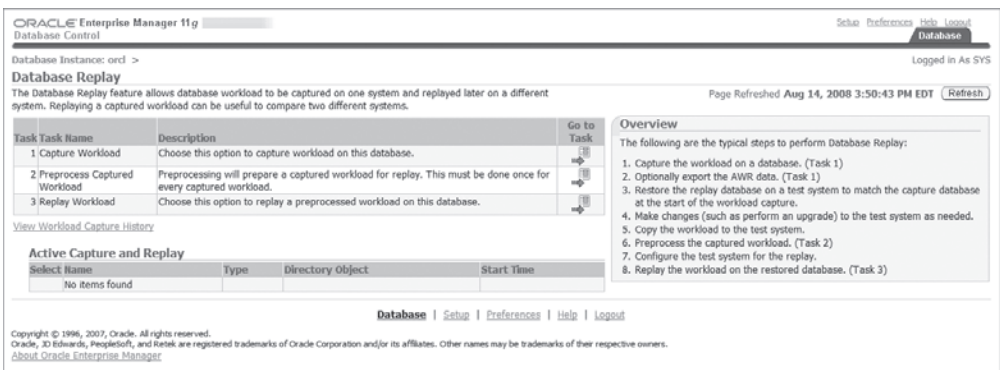 ORACLE Enterprise Manager 11g
Database Control
Setup Preferences Help Logout
Database
Database Instance: orcl >
Logged in As SYS
Database Replay
The Database Replay feature allows database workload to be captured on one system and replayed later on a different
system. Replaying a captured workload can be useful to compare two different systems.
Page Refreshed Aug 14, 2008 3:50:43 PM EDT Refresh
Task Task Name Description Go to Task
1 Capture Workload Choose this option to capture workload on this database.
2 Preprocess Captured Workload Preprocessing will prepare a captured workload for replay. This must be done once for
every captured workload.
3 Replay Workload Choose this option to replay a preprocessed workload on this database.
View Workload Capture History
Active Capture and Replay
Select Name Type Directory Object Start Time
No items found
Overview
The following are the typical steps to perform Database Replay:
1. Capture the workload on a database. (Task 1)
2. Optionally export the AWR data. (Task 1)
3. Restore the replay database on a test system to match the capture database
at the start of the workload capture.
4. Make changes (such as perform an upgrade) to the test system as needed.
5. Copy the workload to the test system.
6. Preprocess the captured workload. (Task 2)
7. Configure the test system for the replay.
8. Replay the workload on the restored database. (Task 3)
Database | Setup | Preferences | Help | Logout
Copyright © 1996, 2007, Oracle. All rights reserved.
Oracle, JD Edwards, PeopleSoft, and Retek are registered trademarks of Oracle Corporation and/or its affiliates. Other names may be trademarks of their respective owners.
About Oracle Enterprise Manager